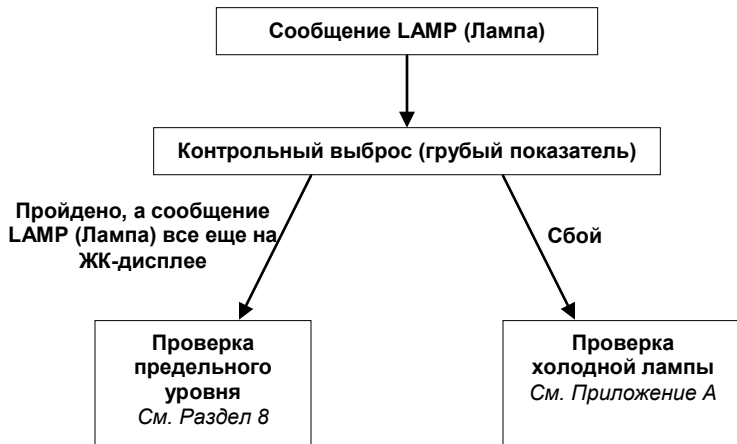 Сообщение LAMP (Лампа)
Контрольный выброс (грубый показатель)
Пройдено, а сообщение
LAMP (Лампа) все еще на
ЖК-дисплее
Сбой
Проверка
предельного
уровня
См. Раздел 8
Проверка
холодной лампы
См. Приложение А